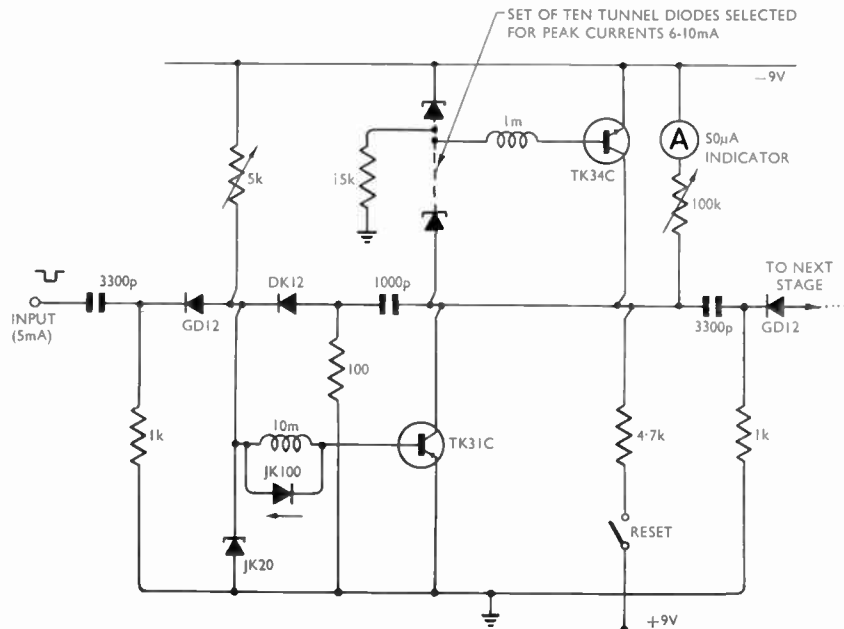 SET OF TEN TUNNEL DIODES SELECTED
FOR PEAK CURRENTS 6-10mA
−9V
1m
A
50μA
INDICATOR
5k
15k
TK34C
100k
3300p
DK12
1000p
TO NEXT
STAGE
INPUT
(5mA)
GD12
3300p
GD12
100
1k
10m
TK31C
4·7k
1k
JK100
RESET
JK20
+9V